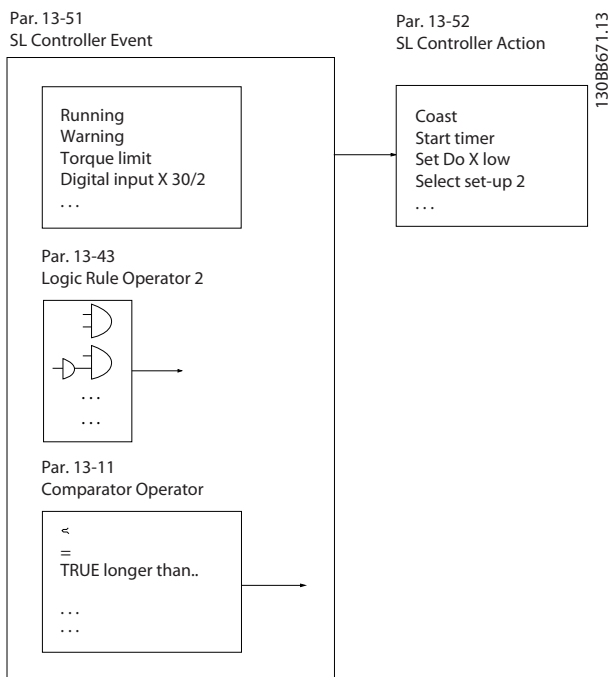 Par. 13-51
SL Controller Event
Par. 13-52
SL Controller Action
130BB671.13
Running
Warning
Torque limit
Digital input X 30/2
. . .
Coast
Start timer
Set Do X low
Select set-up 2
. . .
Par. 13-43
Logic Rule Operator 2
. . .
. . .
Par. 13-11
Comparator Operator
<
=
TRUE longer than..
. . .
. . .